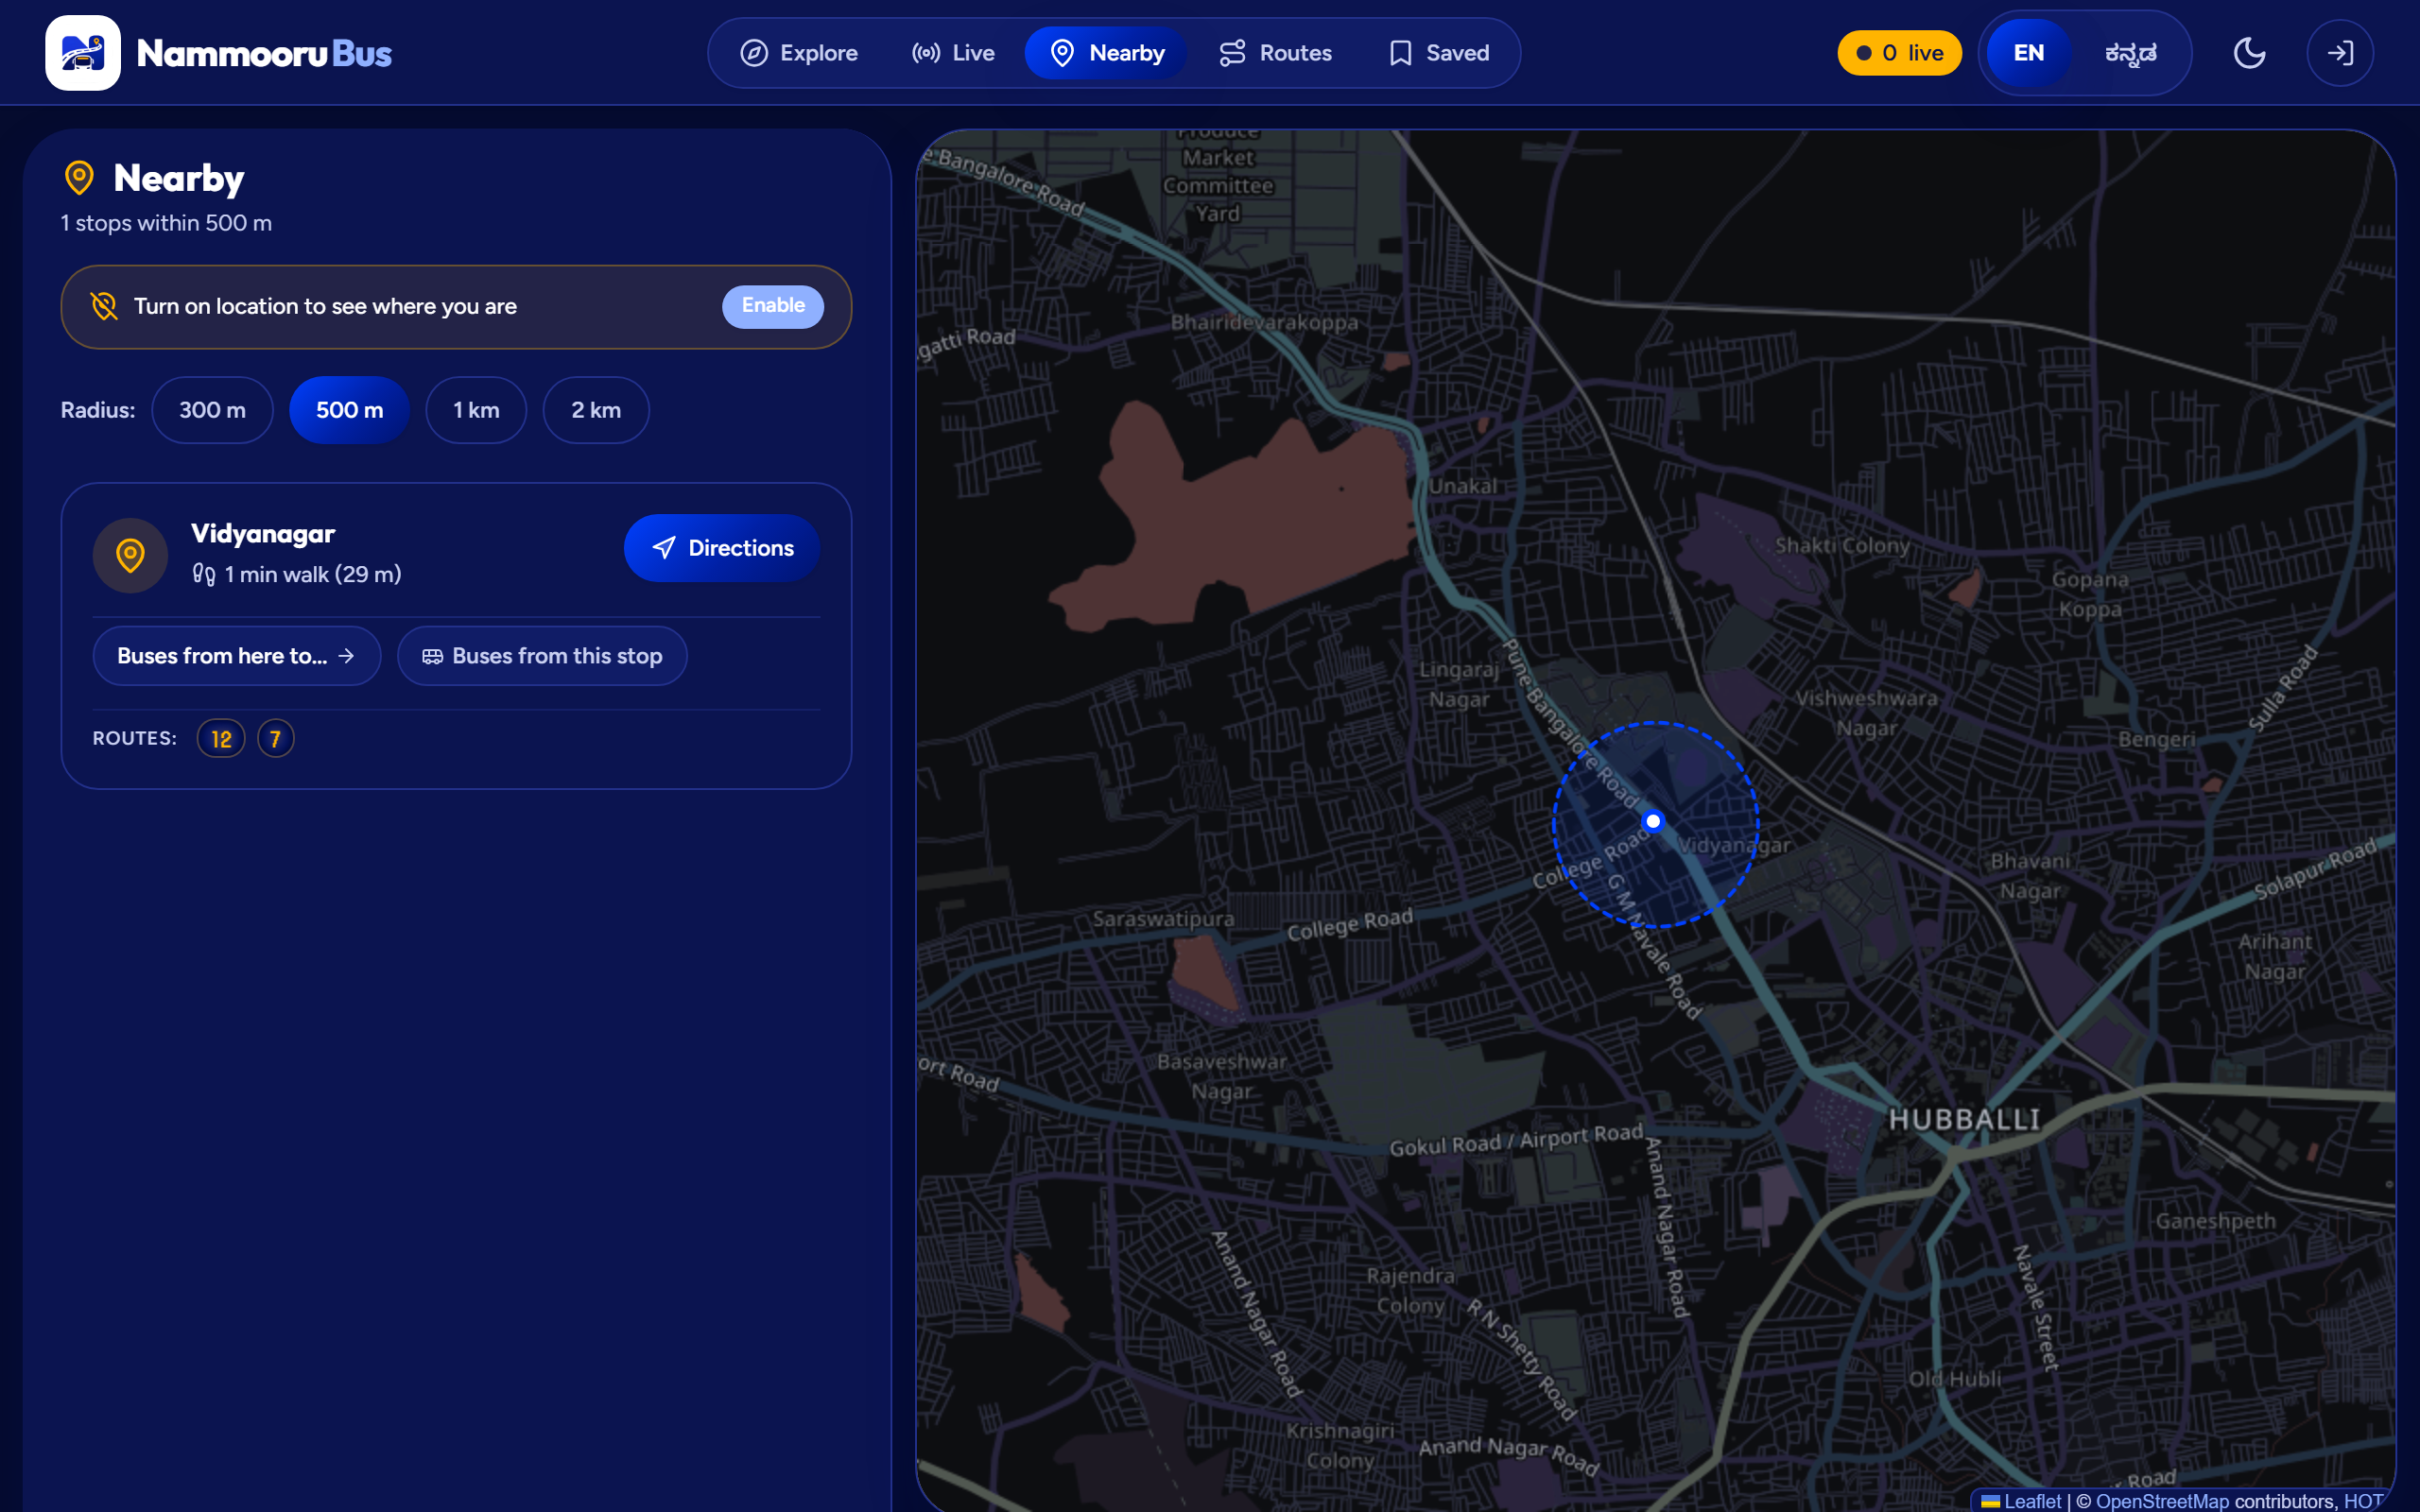 Nammooru Bus
Explore
Live
Nearby
Routes
Saved
0 live
EN
ಕನ್ನಡ
Nearby
1 stops within 500 m
Turn on location to see where you are
Enable
Radius:
300 m
500 m
1 km
2 km
Vidyanagar
1 min walk (29 m)
Directions
Buses from here to...
Buses from this stop
ROUTES:
12
7
Produce
Market
Committee
Yard
e Bangalore Road
Bhairidevarakoppa
gatti Road
Unakal
Shakti Colony
Gopana
Koppa
Lingaraj
Nagar
Pune Bangalore Road
Vishweshwara
Nagar
Sulla Road
Bengeri
Vidyanagar
College Road
G M Navale Road
Bhavani
Nagar
Solapur Road
Saraswatipura
College Road
Arihant
Nagar
Basaveshwar
Nagar
ort Road
HUBBALLI
Gokul Road / Airport Road
Anand Nagar Road
Ganeshpeth
Anand Nagar Road
Rajendra
Colony
R N Shetty Road
Navale Street
Old Hubli
Krishnagiri
Colony
Anand Nagar Road
Road
Leaflet | © OpenStreetMap contributors, HOT